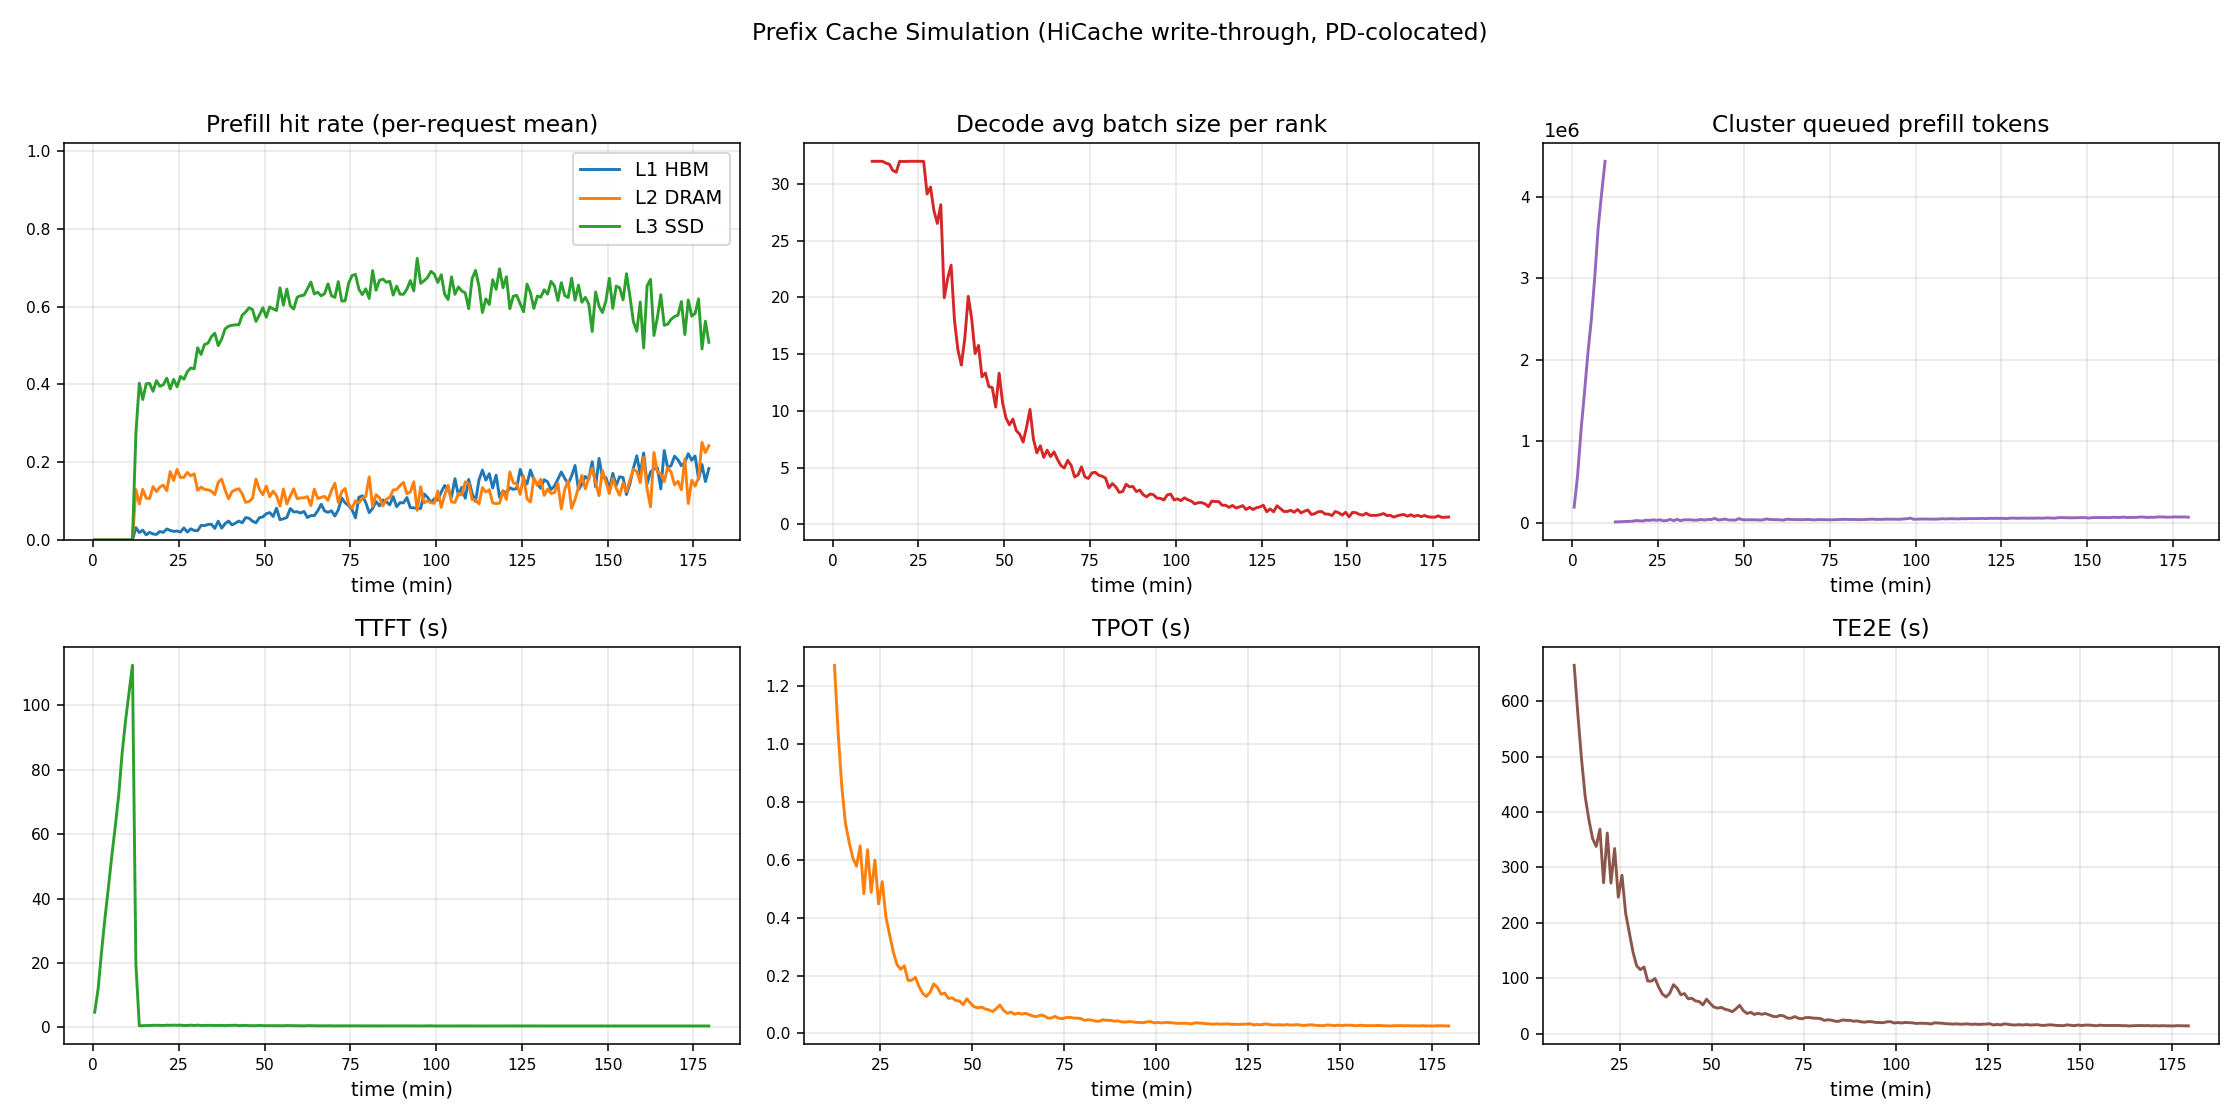 Prefix Cache Simulation (HiCache write-through, PD-colocated)
Prefill hit rate (per-request mean)
1.0
0.8
0.6
0.4
0.2
0.0
L1 HBM
L2 DRAM
L3 SSD
0 25 50 75 100 125 150 175
time (min)
Decode avg batch size per rank
30
25
20
15
10
5
0
0 25 50 75 100 125 150 175
time (min)
1e6
Cluster queued prefill tokens
4
3
2
1
0
0 25 50 75 100 125 150 175
time (min)
TTFT (s)
100
80
60
40
20
0
0 25 50 75 100 125 150 175
time (min)
TPOT (s)
1.2
1.0
0.8
0.6
0.4
0.2
0.0
25 50 75 100 125 150 175
time (min)
TE2E (s)
600
500
400
300
200
100
0
25 50 75 100 125 150 175
time (min)